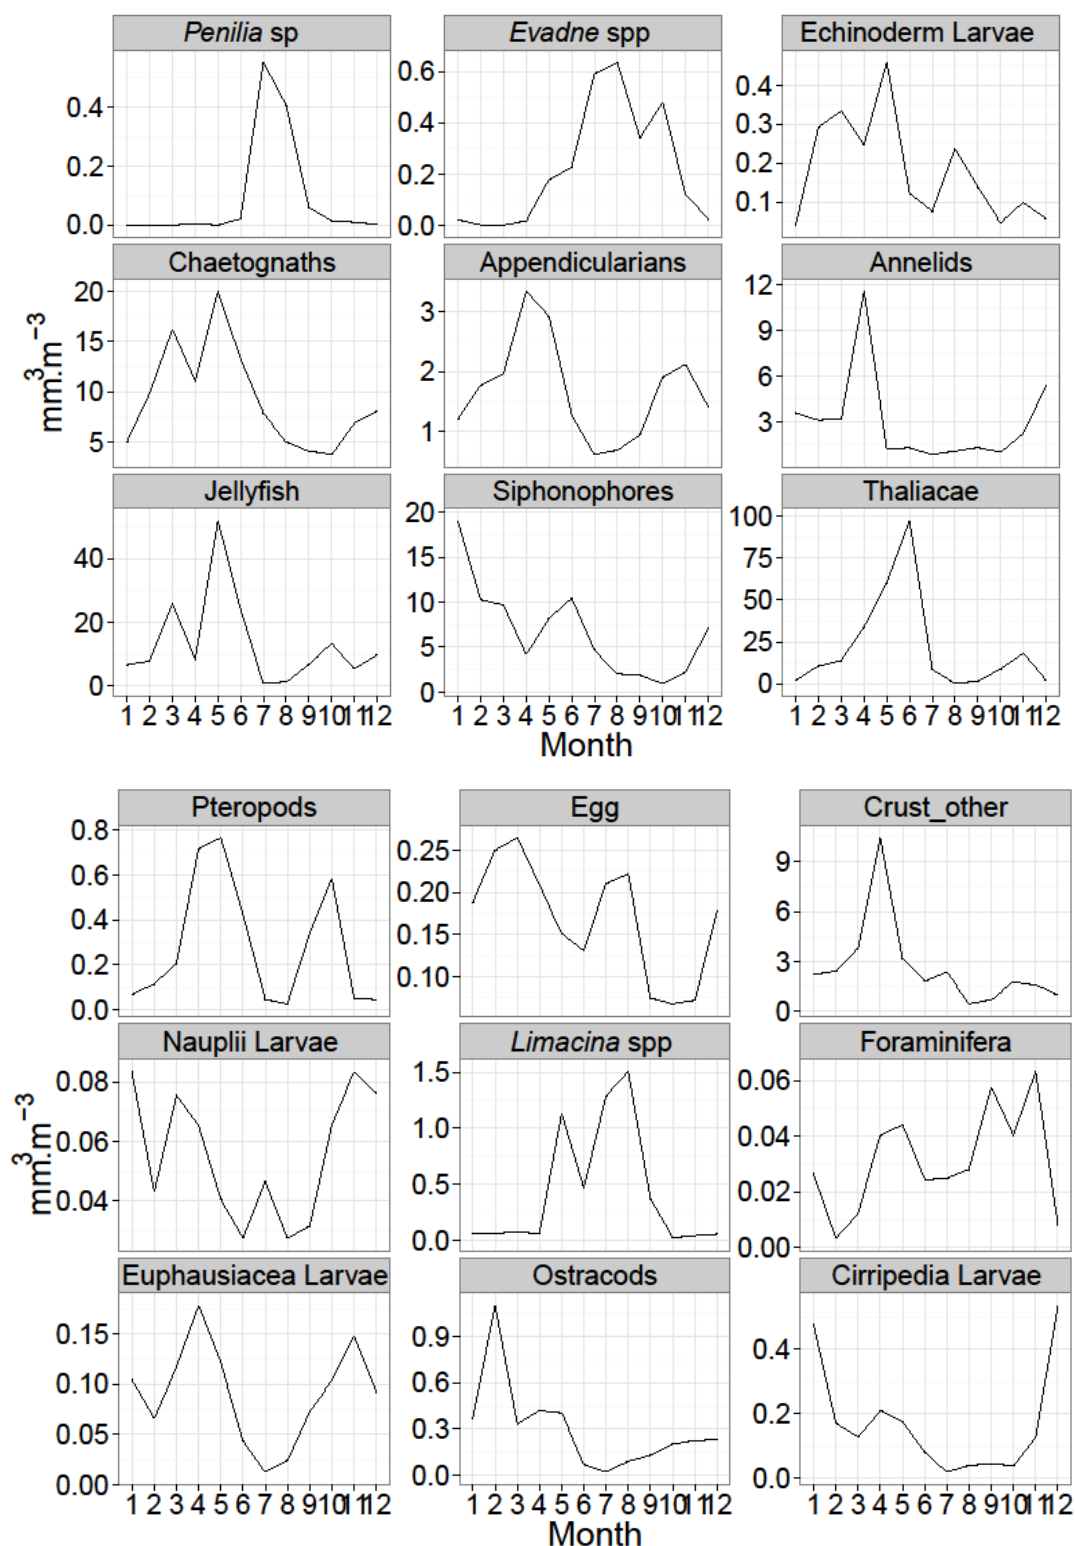 Penilia sp Evadne spp Echinoderm Larvae
0.4 0.2 0.0
0.6 0.4 0.2 0.0
0.4 0.3 0.2 0.1
Chaetognaths Appendicularians Annelids
20 15 10 5
3 2 1
12 9 6 3
mm³.m⁻³
Jellyfish Siphonophores Thaliacae
40 20 0
20 15 10 5 0
100 75 50 25 0
1 2 3 4 5 6 7 8 9 10 11 12 1 2 3 4 5 6 7 8 9 10 11 12 1 2 3 4 5 6 7 8 9 10 11 12
Month
Pteropods Egg Crust_other
0.8 0.6 0.4 0.2 0.0
0.25 0.20 0.15 0.10
9 6 3 0
Nauplii Larvae Limacina spp Foraminifera
0.08 0.06 0.04
1.5 1.0 0.5 0.0
0.06 0.04 0.02 0.00
mm³.m⁻³
Euphausiacea Larvae Ostracods Cirripedia Larvae
0.15 0.10 0.05 0.00
0.9 0.6 0.3 0.0
0.4 0.2 0.0
1 2 3 4 5 6 7 8 9 10 11 12 1 2 3 4 5 6 7 8 9 10 11 12 1 2 3 4 5 6 7 8 9 10 11 12
Month